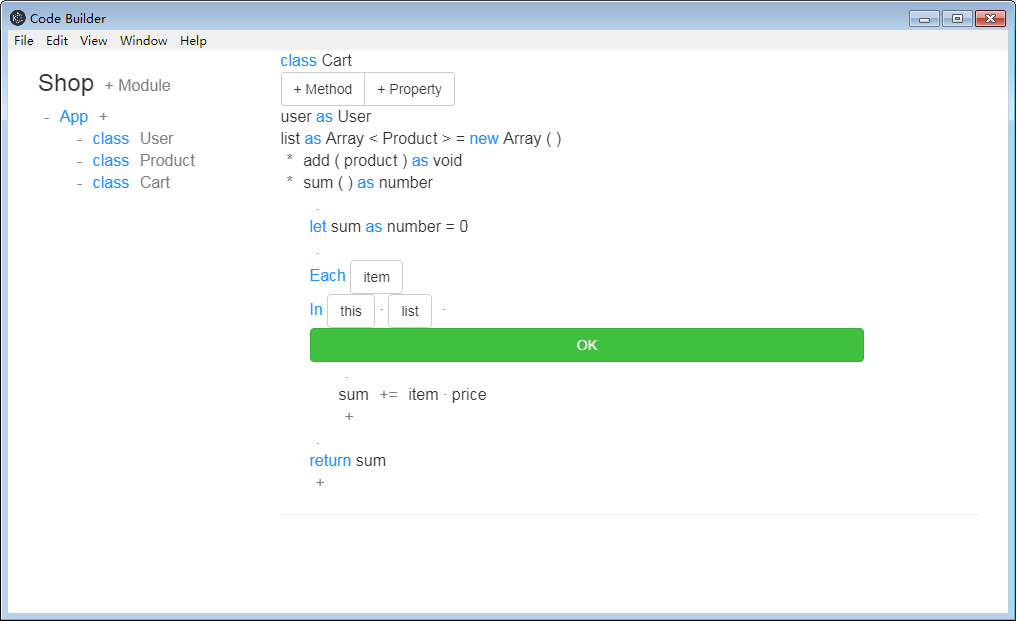 Code Builder
File Edit View Window Help
Shop + Module
- App +
- class User
- class Product
- class Cart
class Cart
+ Method + Property
user as User
list as Array < Product > = new Array ( )
* add ( product ) as void
* sum ( ) as number
.
let sum as number = 0
.
Each item
In this · list ·
OK
.
sum += item · price
+
.
return sum
+